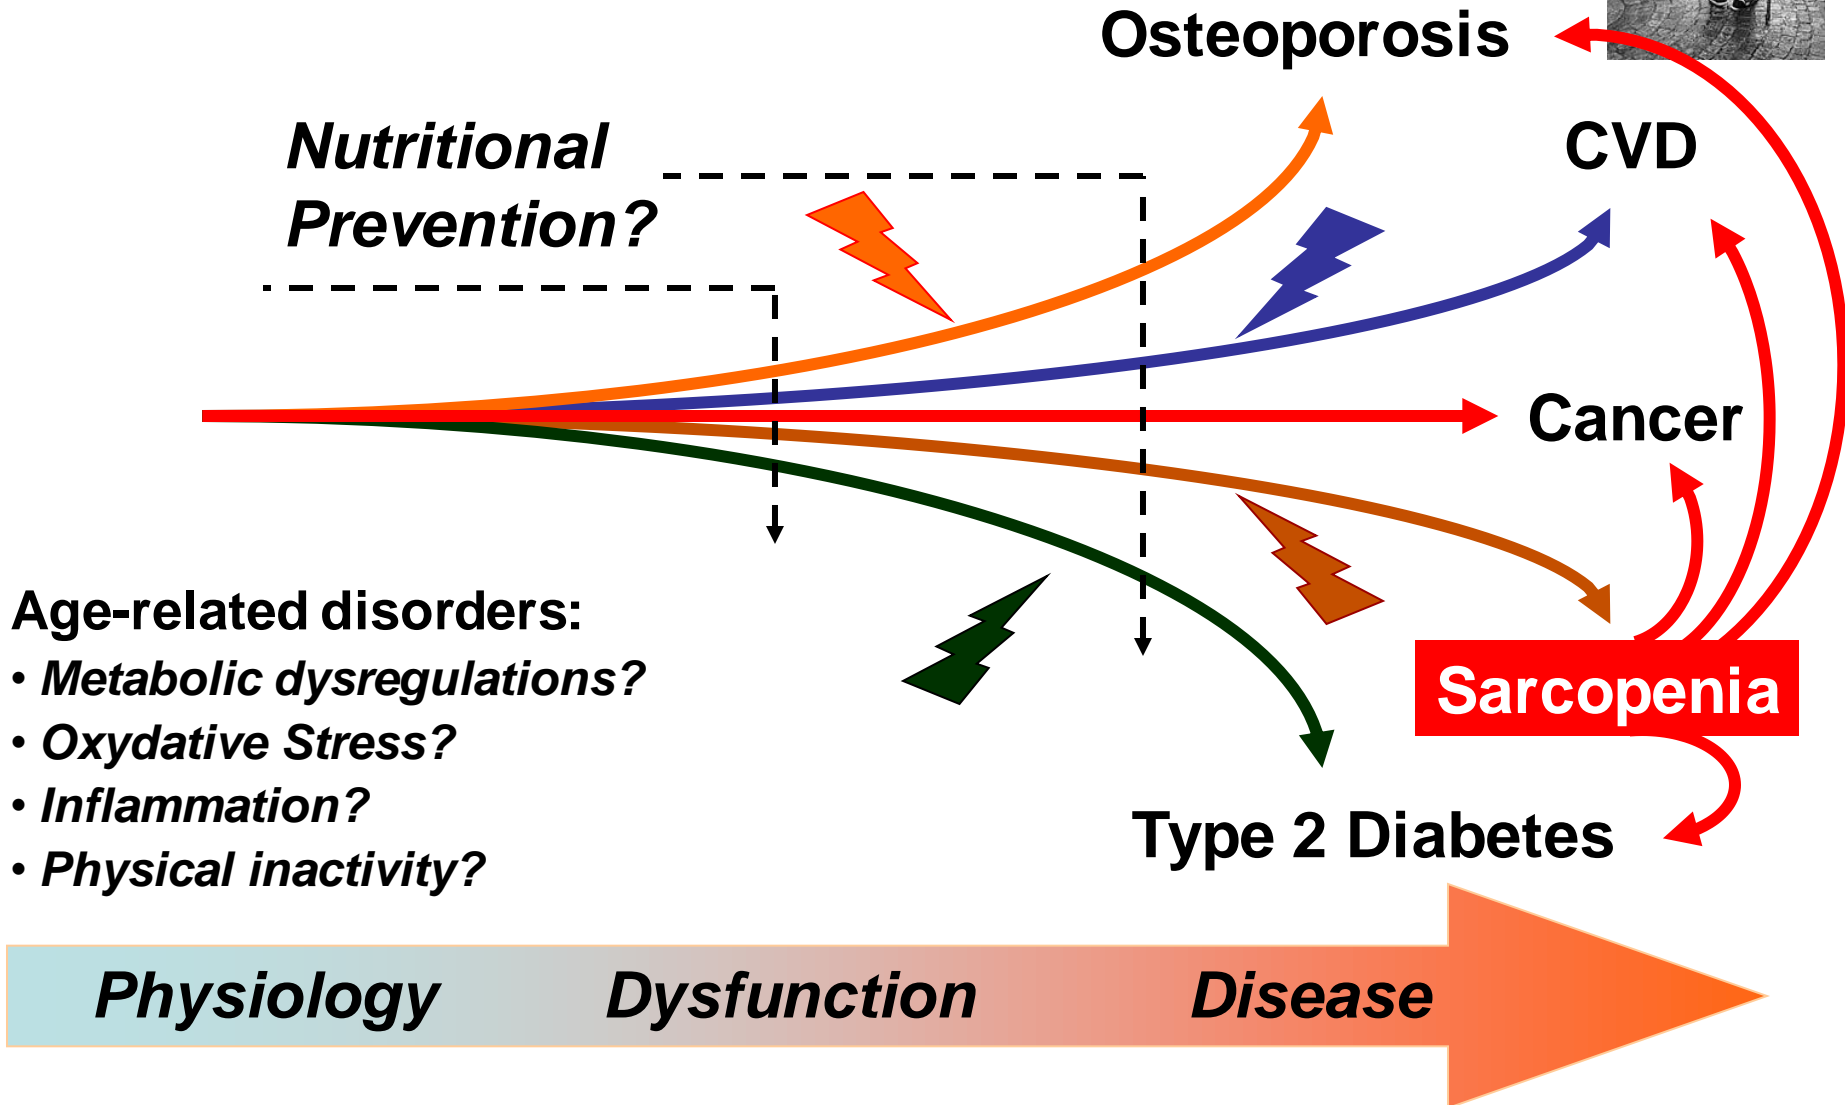 Osteoporosis
Nutritional
Prevention?
CVD
Cancer
Age-related disorders:
• Metabolic dysregulations?
• Oxydative Stress?
• Inflammation?
• Physical inactivity?
Sarcopenia
Type 2 Diabetes
Physiology Dysfunction Disease